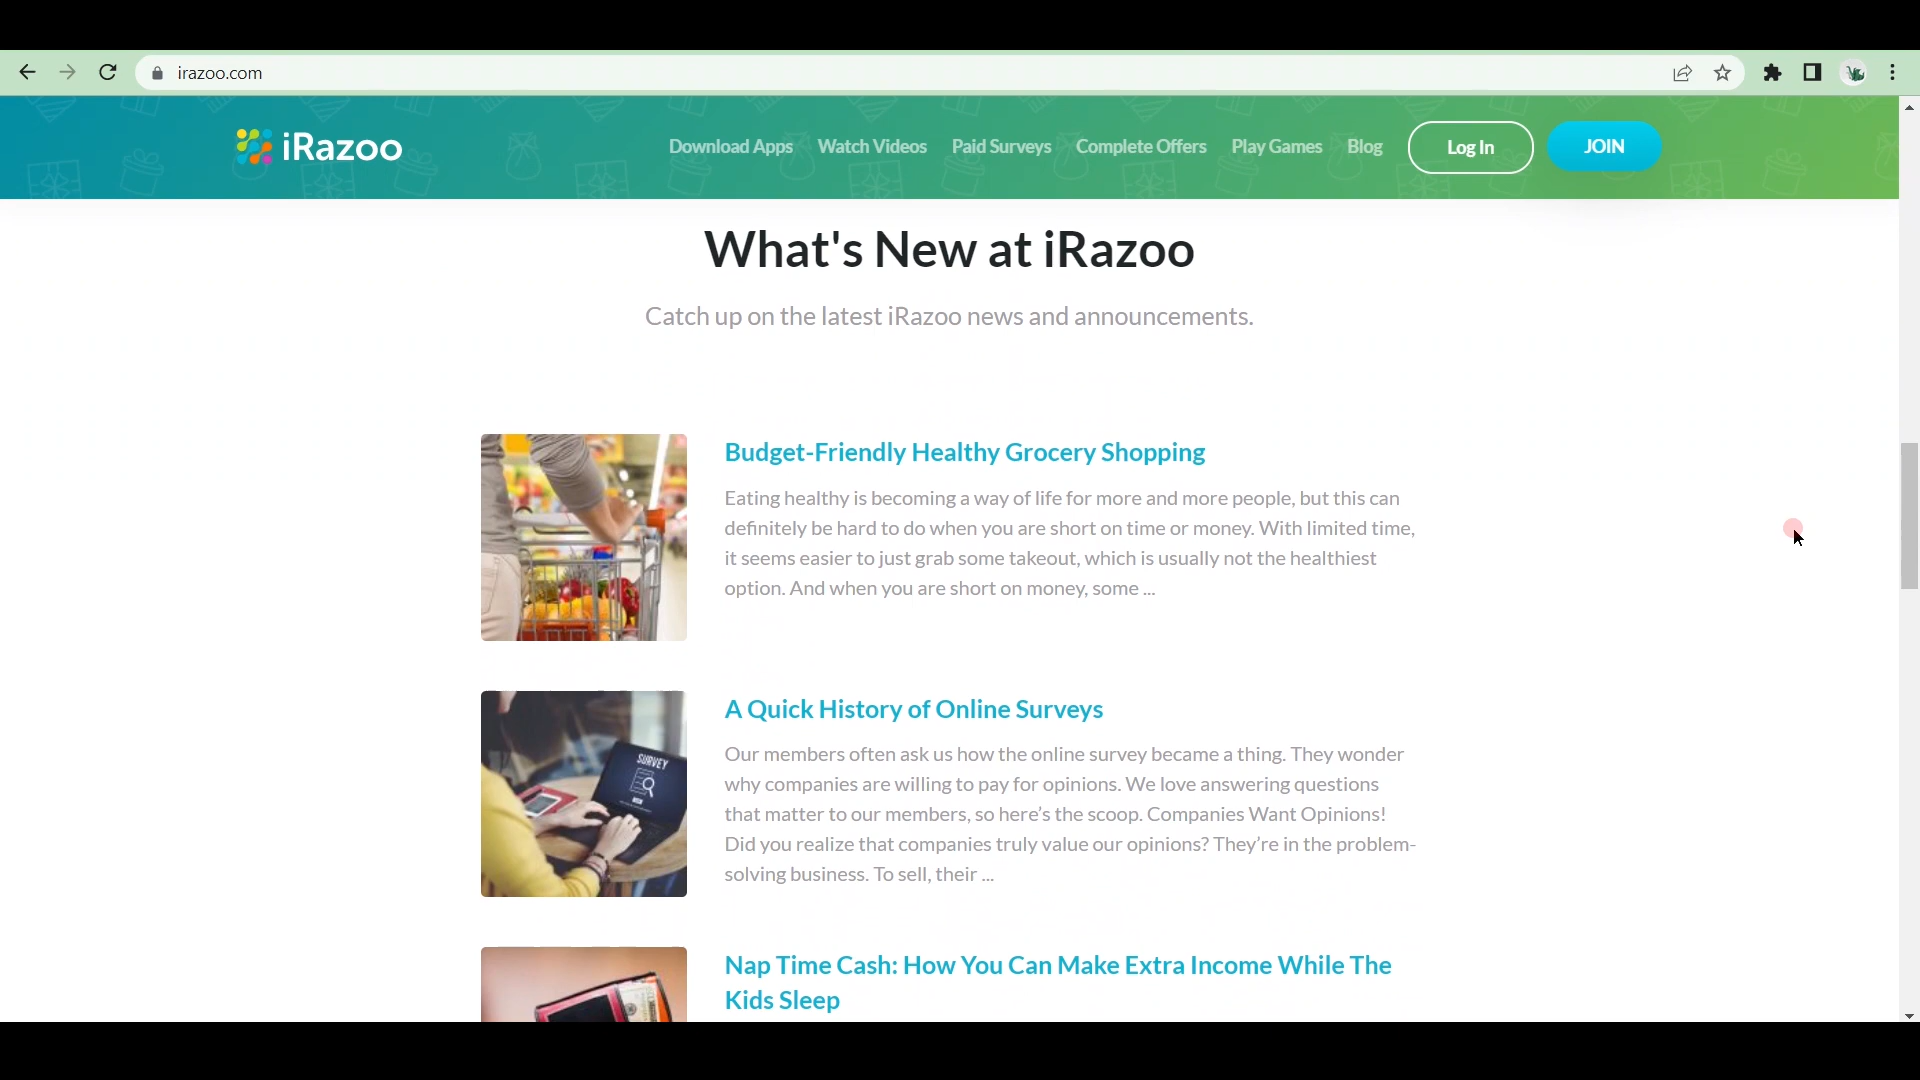 irazoo.com
iRazoo
Download Apps Watch Videos Paid Surveys Complete Offers Play Games Blog Log In JOIN
What's New at iRazoo
Catch up on the latest iRazoo news and announcements.
Budget-Friendly Healthy Grocery Shopping
Eating healthy is becoming a way of life for more and more people, but this can
definitely be hard to do when you are short on time or money. With limited time,
it seems easier to just grab some takeout, which is usually not the healthiest
option. And when you are short on money, some ...
A Quick History of Online Surveys
SURVEY
Our members often ask us how the online survey became a thing. They wonder
why companies are willing to pay for opinions. We love answering questions
that matter to our members, so here’s the scoop. Companies Want Opinions!
Did you realize that companies truly value our opinions? They’re in the problem-
solving business. To sell, their ...
Nap Time Cash: How You Can Make Extra Income While The
Kids Sleep